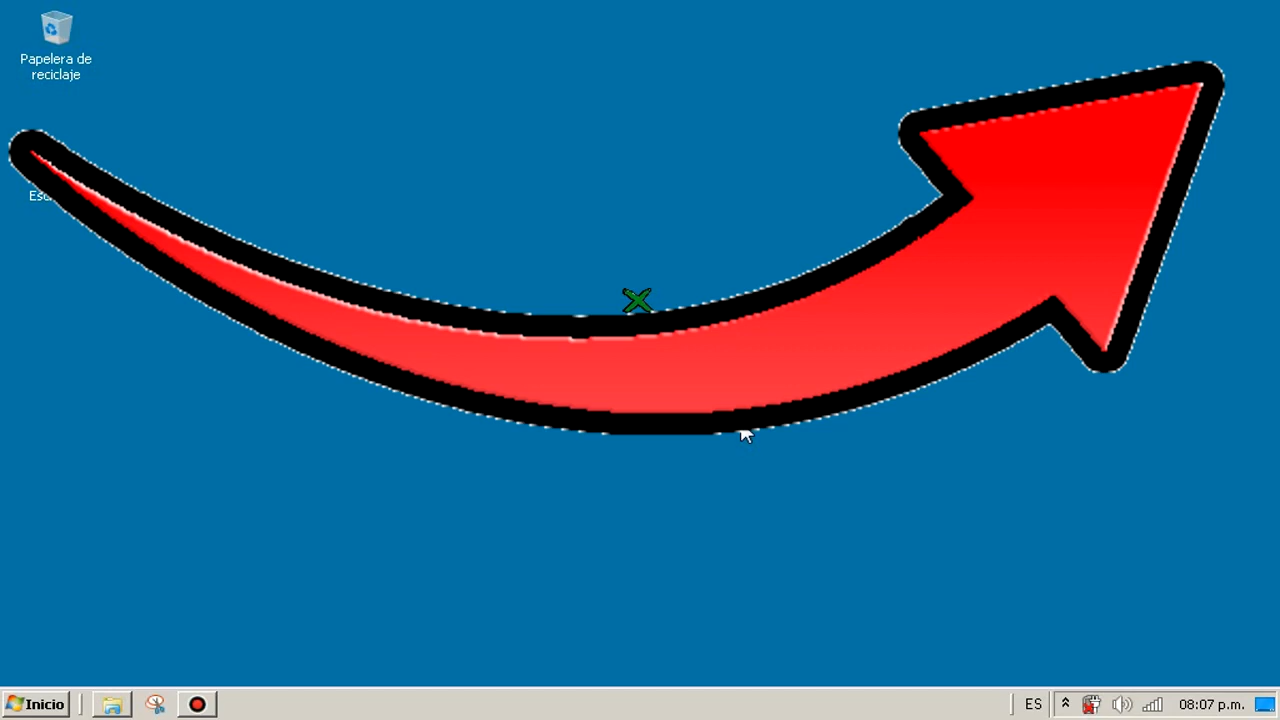 Papelera de
reciclaje
Inicio
ES
08:07 p.m.